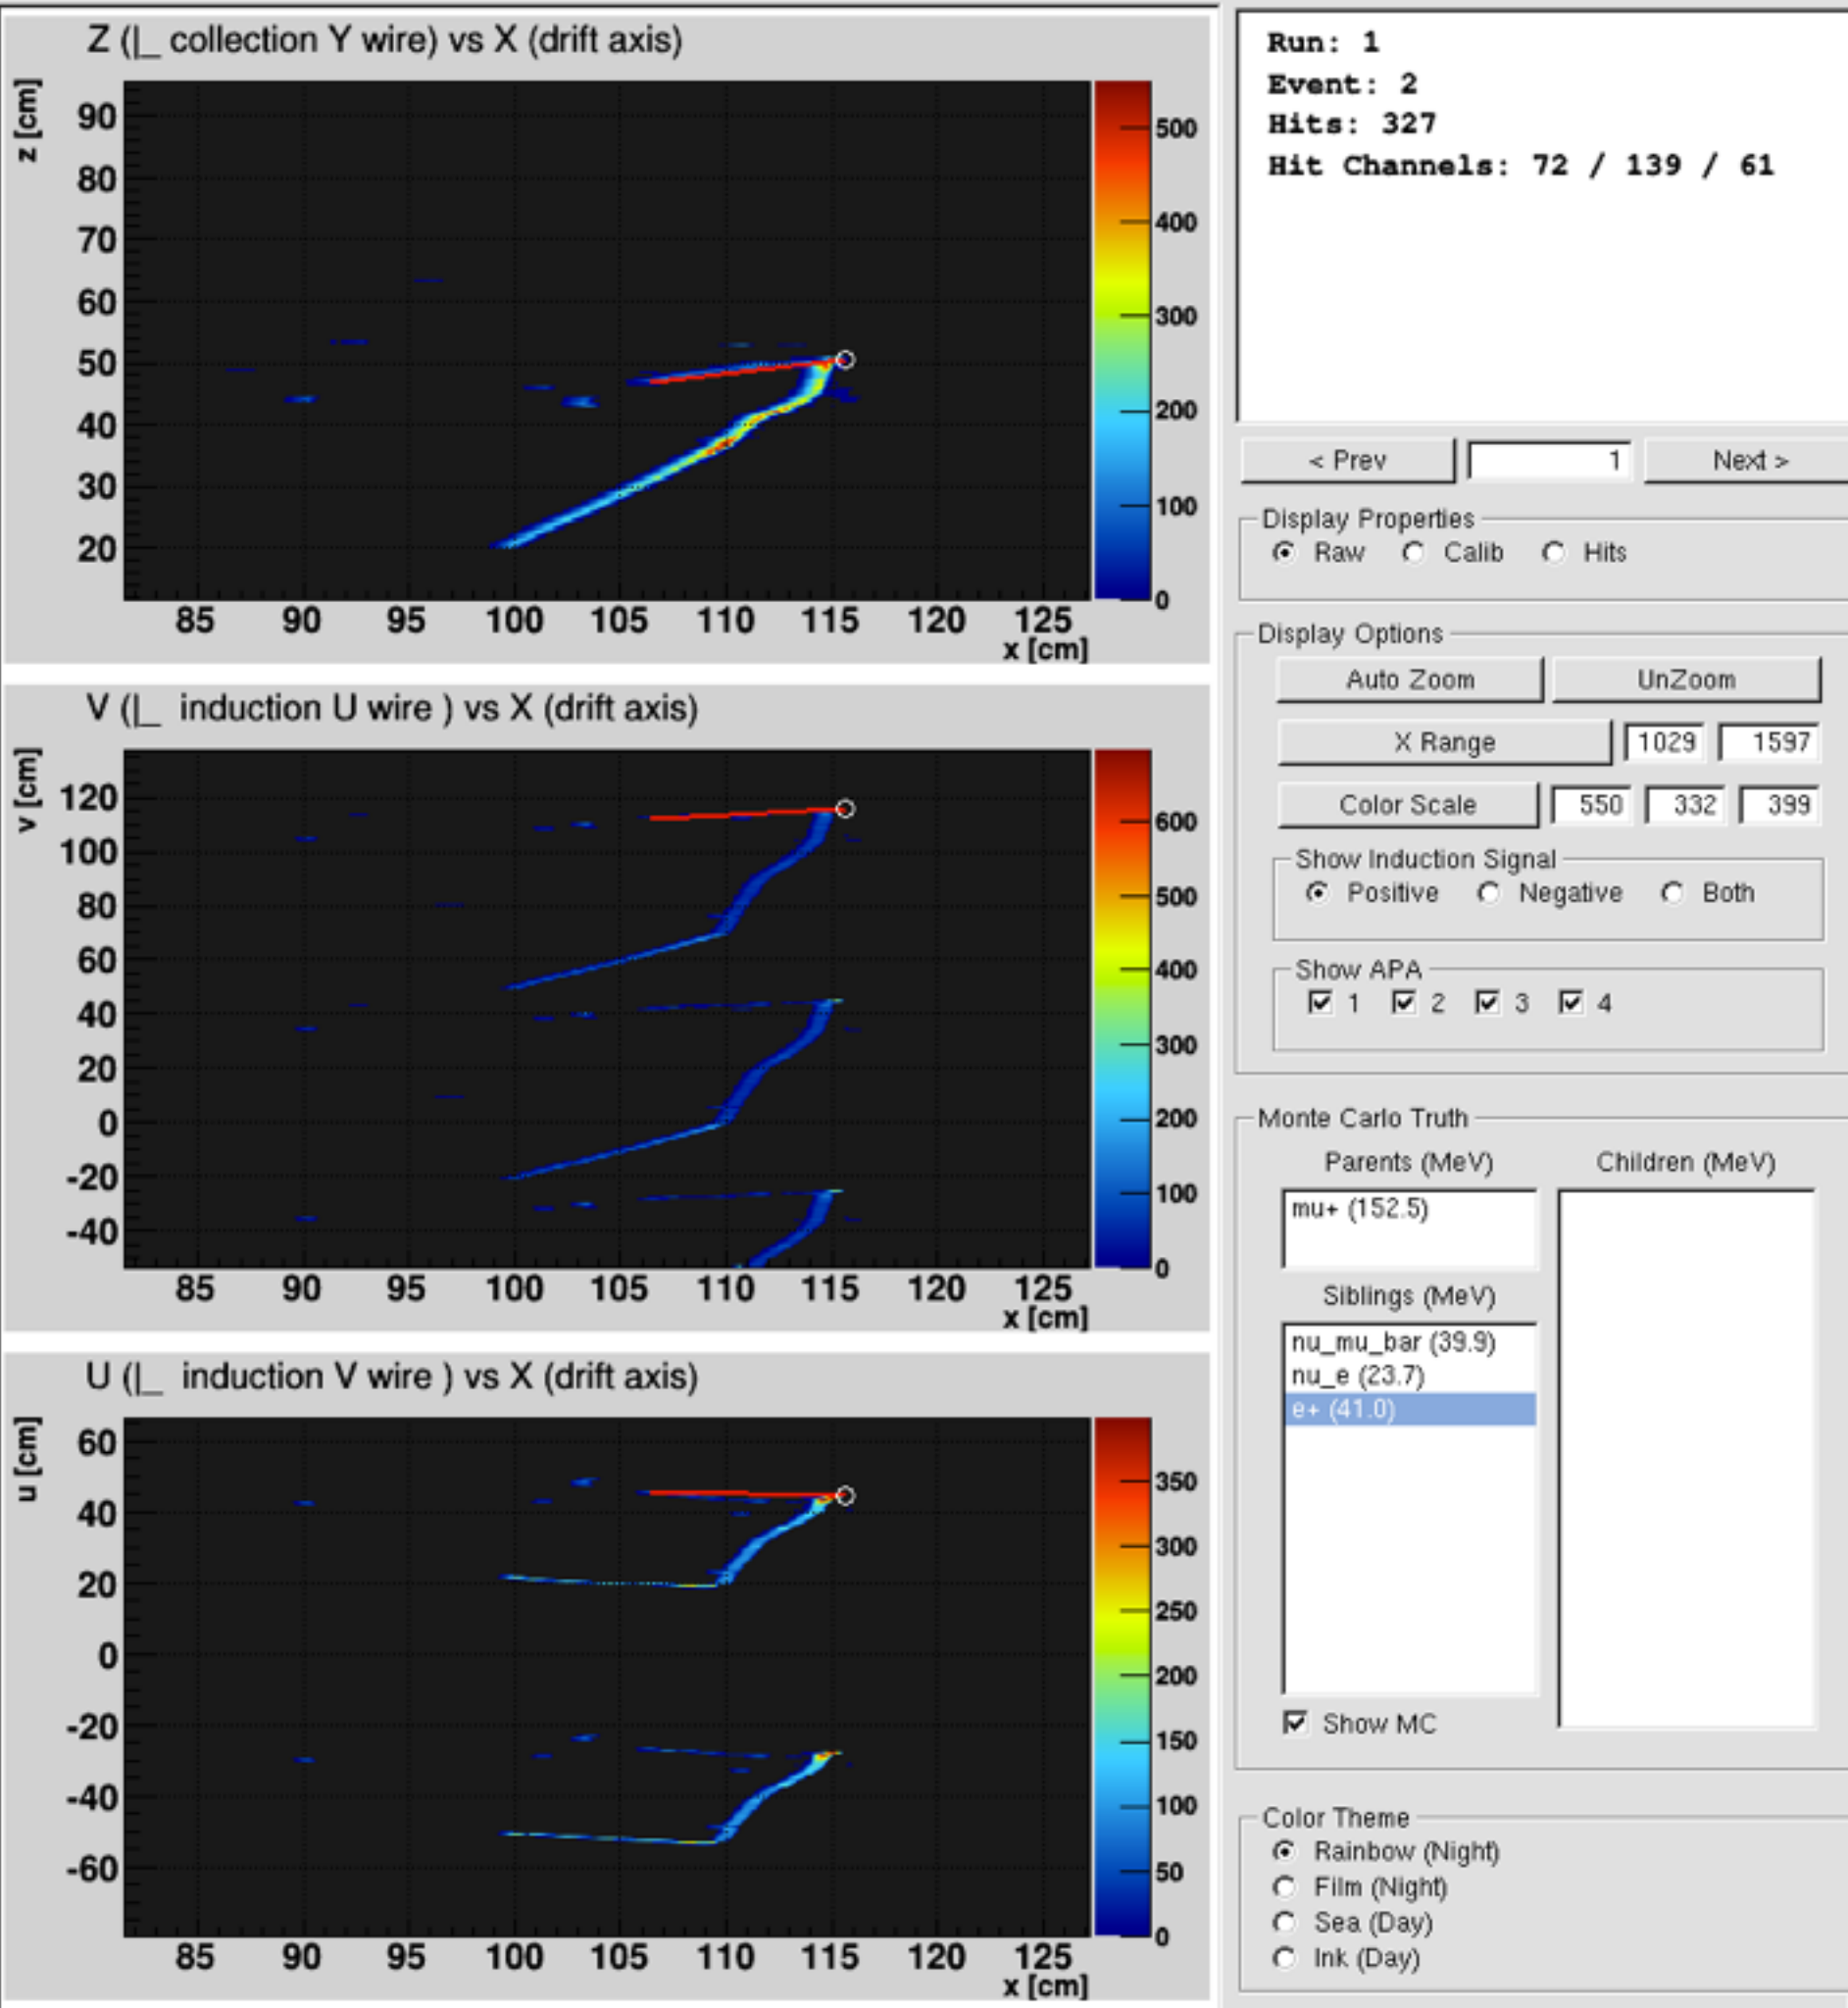 Z (|_ collection Y wire) vs X (drift axis)
z [cm]
90
80
70
60
50
40
30
20
85 90 95 100 105 110 115 120 125
x [cm]
500
400
300
200
100
0
V (|_ induction U wire ) vs X (drift axis)
v [cm]
120
100
80
60
40
20
0
-20
-40
85 90 95 100 105 110 115 120 125
x [cm]
600
500
400
300
200
100
0
U (|_ induction V wire ) vs X (drift axis)
u [cm]
60
40
20
0
-20
-40
-60
85 90 95 100 105 110 115 120 125
x [cm]
350
300
250
200
150
100
50
0
Run: 1
Event: 2
Hits: 327
Hit Channels: 72 / 139 / 61
< Prev 1 Next >
Display Properties
Raw Calib Hits
Display Options
Auto Zoom UnZoom
X Range 1029 1597
Color Scale 550 332 399
Show Induction Signal
Positive Negative Both
Show APA
1 2 3 4
Monte Carlo Truth
Parents (MeV) Children (MeV)
mu+ (152.5)
Siblings (MeV)
nu_mu_bar (39.9)
nu_e (23.7)
e+ (41.0)
Show MC
Color Theme
Rainbow (Night)
Film (Night)
Sea (Day)
Ink (Day)